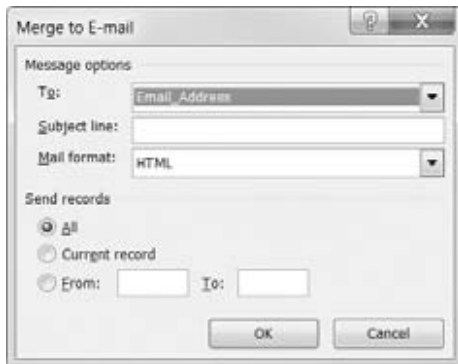 Merge to E-mail
? X
Message options
To: Email_Address
Subject line:
Mail format: HTML
Send records
All
Current record
From: To:
OK Cancel